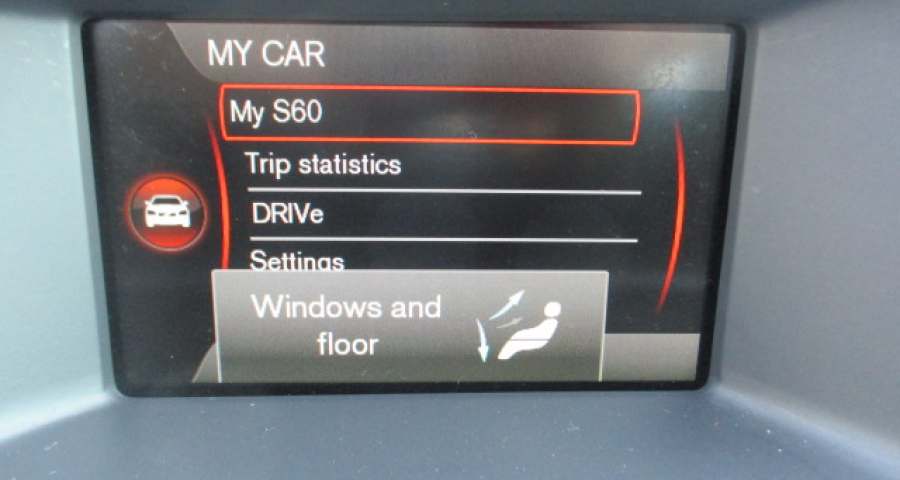 MY CAR
My S60
Trip statistics
DRIVe
Settings
Windows and
floor